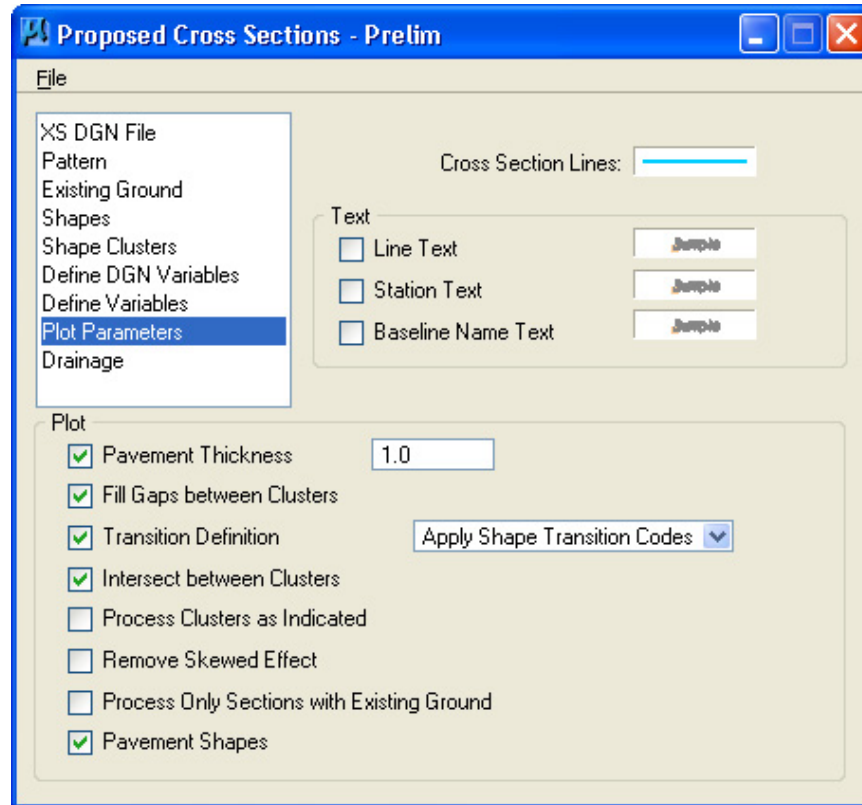 Proposed Cross Sections - Prelim
File
XS DGN File
Pattern
Existing Ground
Shapes
Shape Clusters
Define DGN Variables
Define Variables
Plot Parameters
Drainage
Cross Section Lines:
Text
Line Text
Station Text
Baseline Name Text
Plot
Pavement Thickness 1.0
Fill Gaps between Clusters
Transition Definition Apply Shape Transition Codes
Intersect between Clusters
Process Clusters as Indicated
Remove Skewed Effect
Process Only Sections with Existing Ground
Pavement Shapes